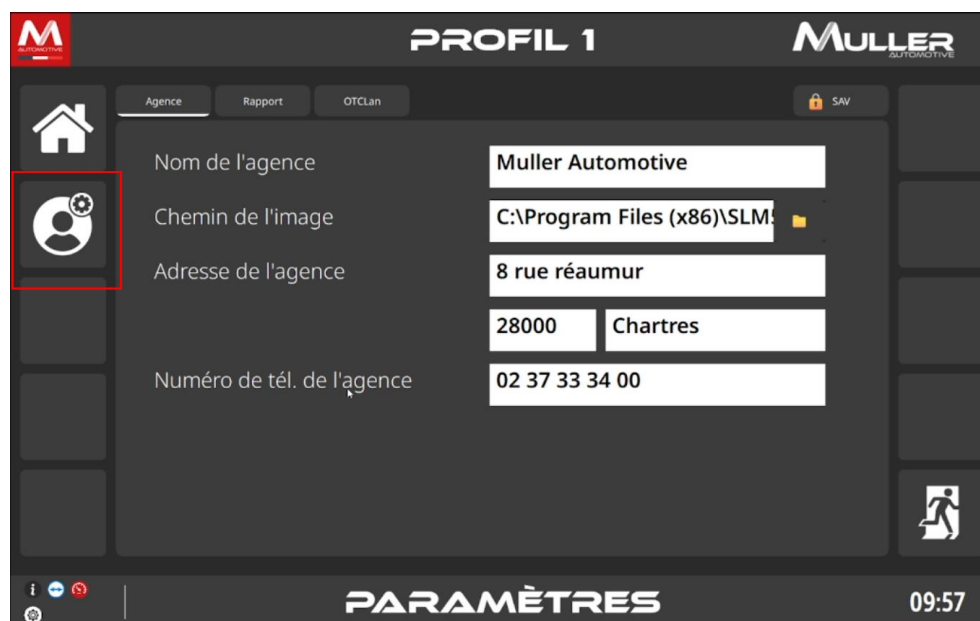 M
AUTOMOTIVE
PROFIL 1
MULLER
AUTOMOTIVE
Agence
Rapport
OTCLan
SAV
Nom de l'agence
Muller Automotive
Chemin de l'image
C:\Program Files (x86)\SLM5
Adresse de l'agence
8 rue réaumur
28000
Chartres
Numéro de tél. de l'agence
02 37 33 34 00
i
PARAMÈTRES
09:57